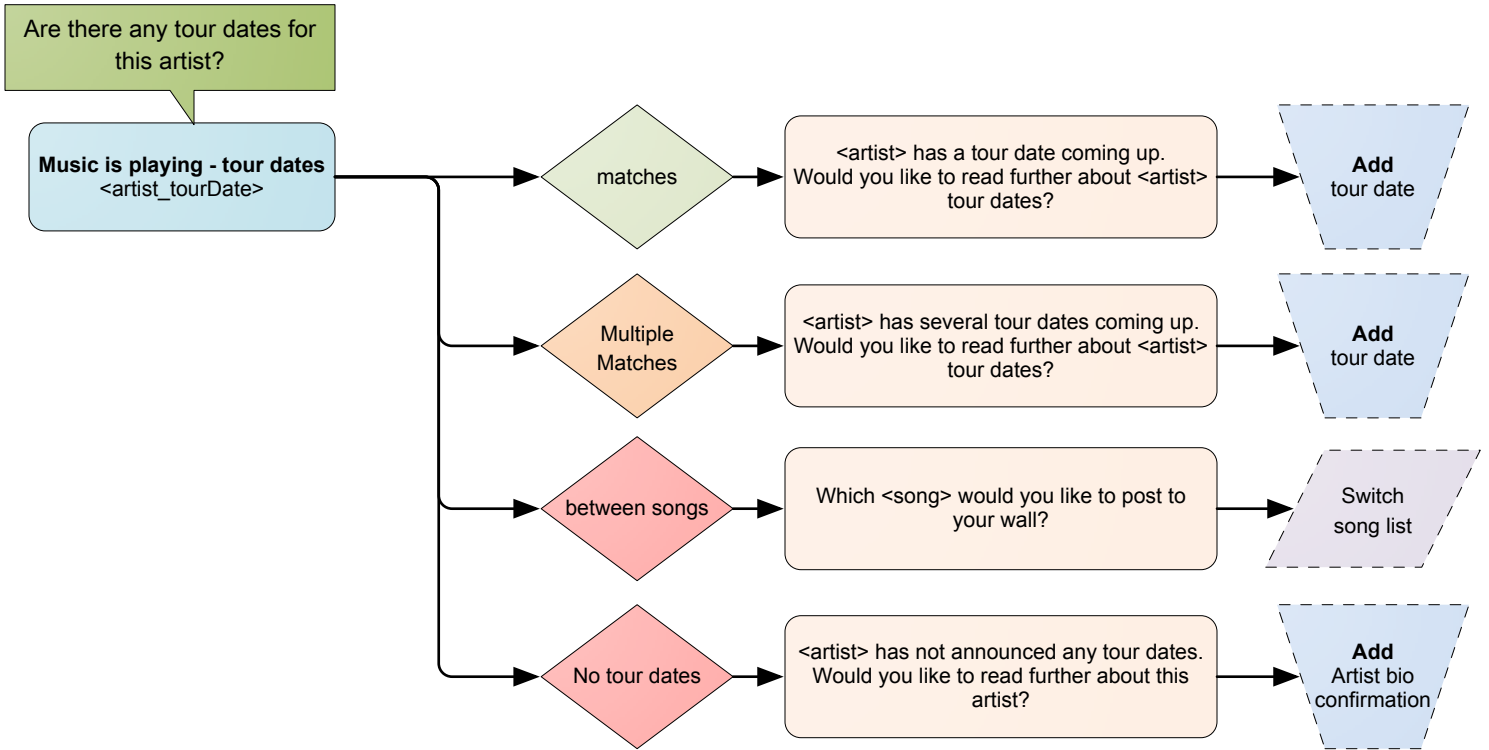 Are there any tour dates for
this artist?
Music is playing - tour dates
<artist_tourDate>
matches
<artist> has a tour date coming up.
Would you like to read further about <artist>
tour dates?
Add
tour date
Multiple
Matches
<artist> has several tour dates coming up.
Would you like to read further about <artist>
tour dates?
Add
tour date
between songs
Which <song> would you like to post to
your wall?
Switch
song list
No tour dates
<artist> has not announced any tour dates.
Would you like to read further about this
artist?
Add
Artist bio
confirmation